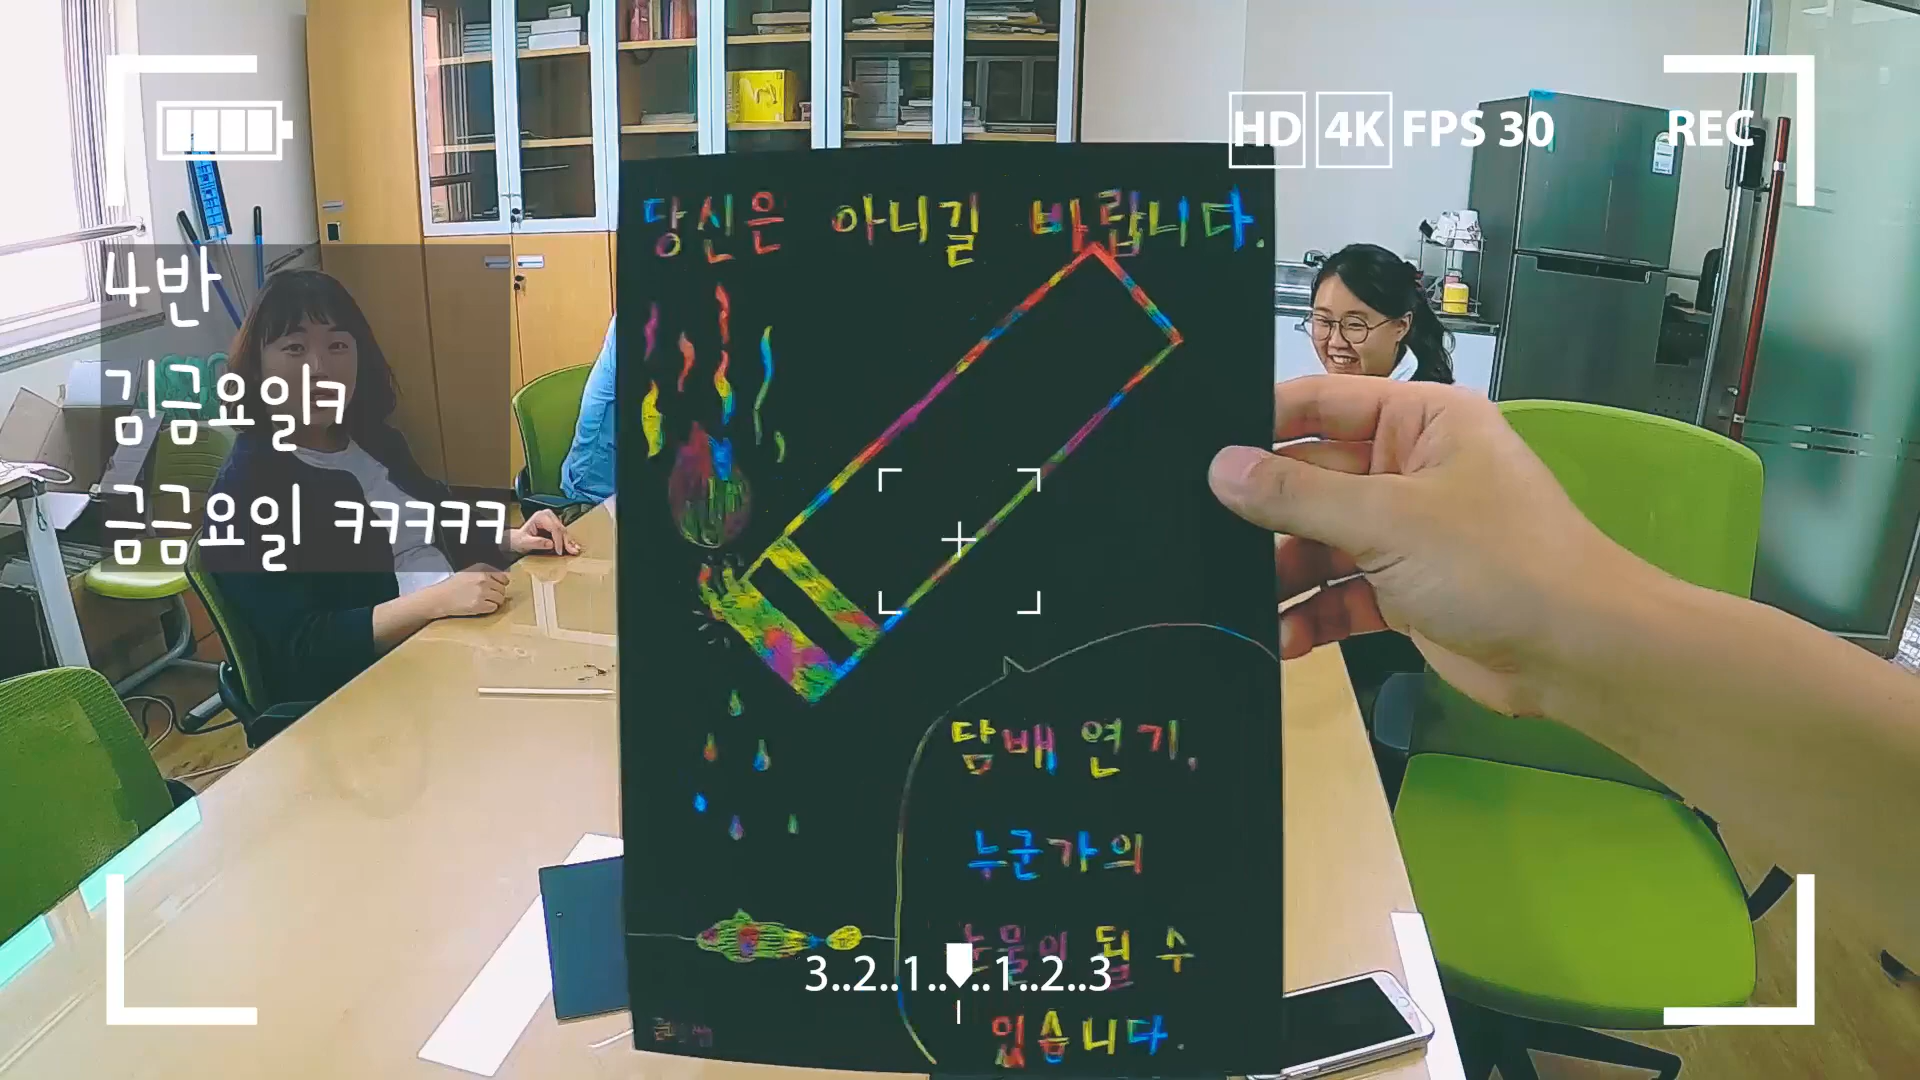 HD 4K FPS 30 REC
4반
김금요일ㅋ
금금요일 ㅋㅋㅋㅋㅋ
당신은 아니길 바랍니다.
담배 연기,
누군가의
눈물이 될 수
있습니다.
3..2..1.. ..1..2..3